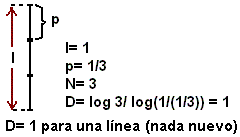 p
l
l= 1
p= 1/3
N= 3
D= log 3/ log(1/(1/3)) = 1
D= 1 para una línea (nada nuevo)